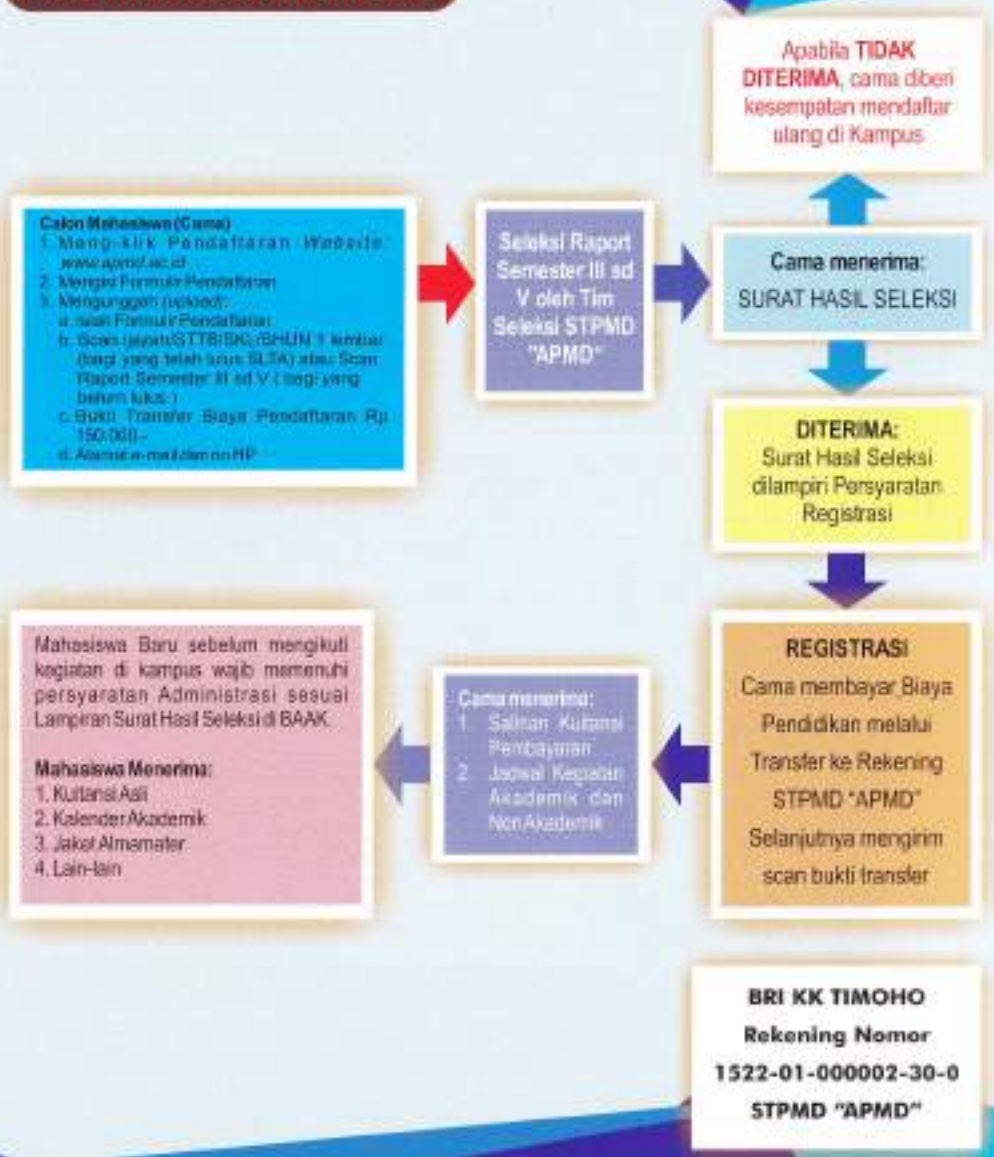 Calon Mahasiswa (Cama)
1. Meng-klik Pendaftaran Website:
www.apmd.ac.id
2. Mengisi Formulir Pendaftaran
3. Mengunggah (upload):
a. Isian Formulir Pendaftaran
b. Scan Ijazah/STTB/SKL/SHUN 1 lembar
(bagi yang telah lulus SLTA) atau Scan
Raport Semester III sd V ( bagi yang
belum lulus )
c. Bukti Transfer Biaya Pendaftaran Rp
150.000,-
d. Alamat e-mail dan no HP
Seleksi Raport
Semester III sd
V oleh Tim
Seleksi STPMD
"APMD"
Apabila TIDAK
DITERIMA, cama diberi
kesempatan mendaftar
ulang di Kampus
Cama menerima:
SURAT HASIL SELEKSI
DITERIMA:
Surat Hasil Seleksi
dilampiri Persyaratan
Registrasi
REGISTRASI
Cama membayar Biaya
Pendidikan melalui
Transfer ke Rekening
STPMD "APMD"
Selanjutnya mengirim
scan bukti transfer
Cama menerima:
1. Salinan Kuitansi
Pembayaran
2. Jadwal Kegiatan
Akademik dan
Non Akademik
Mahasiswa Baru sebelum mengikuti
kegiatan di kampus wajib memenuhi
persyaratan Administrasi sesuai
Lampiran Surat Hasil Seleksi di BAAK.
Mahasiswa Menerima:
1. Kuitansi Asli
2. Kalender Akademik
3. Jaket Almamater
4. Lain-lain
BRI KK TIMOHO
Rekening Nomor
1522-01-000002-30-0
STPMD "APMD"